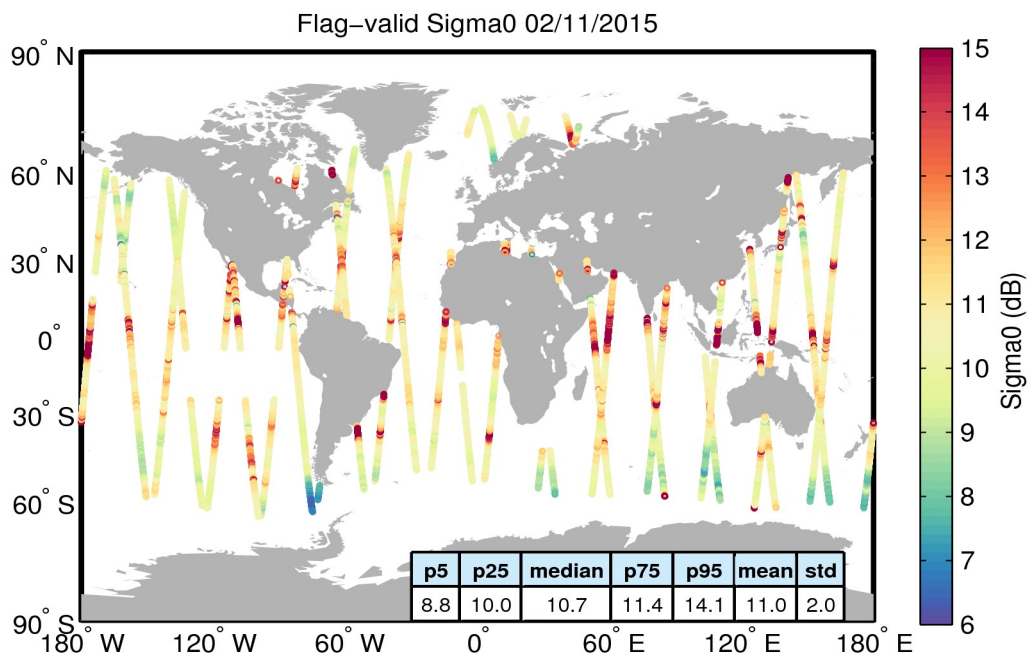 Flag−valid Sigma0 02/11/2015
90° N
60° N
30° N
0°
30° S
60° S
90° S
180° W
120° W
60° W
0°
60° E
120° E
180° E
15
14
13
12
11
10
9
8
7
6
Sigma0 (dB)
p5 p25 median p75 p95 mean std
8.8 10.0 10.7 11.4 14.1 11.0 2.0